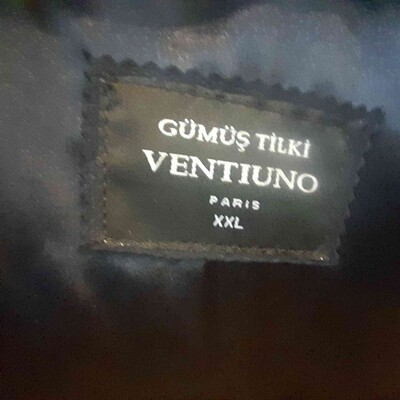 GÜMÜŞ TİLKİ
VENTIUNO
PARIS
XXL